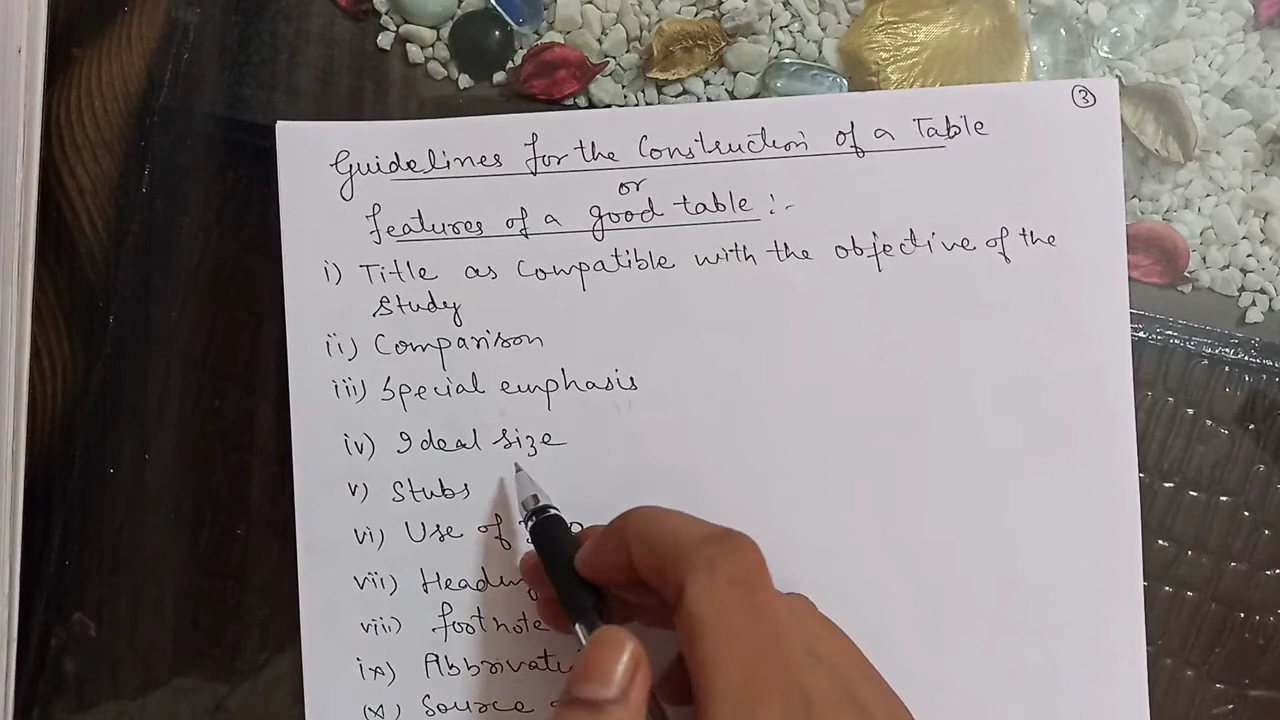 3
Guidelines for the Construction of a Table
or
features of a good table :-
i) Title as compatible with the objective of the
study
ii) Comparison
iii) Special emphasis
iv) Ideal size
v) Stubs
vi) Use of
vii)
viii) footnote
ix)
x) Source